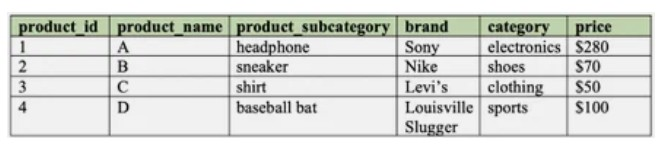 product_id product_name product_subcategory brand category price
1 A headphone Sony electronics $280
2 B sneaker Nike shoes $70
3 C shirt Levi's clothing $50
4 D baseball bat Louisville sports $100
Slugger